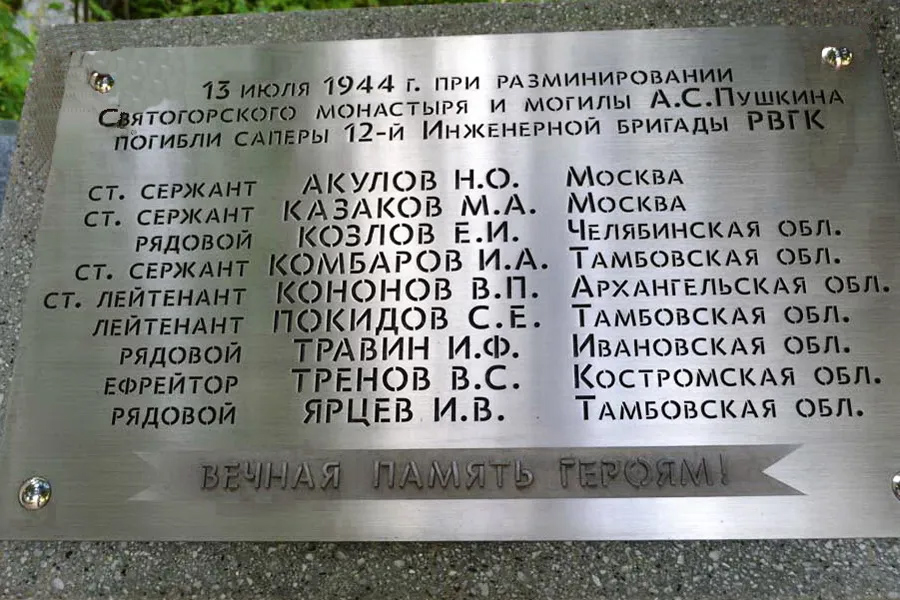 13 июля 1944 г. при разминировании
Святогорского монастыря и могилы А.С.Пушкина
погибли саперы 12-й Инженерной бригады РВГК
ст. сержант АКУЛОВ Н.О. Москва
ст. сержант КАЗАКОВ М.А. Москва
рядовой КОЗЛОВ Е.И. Челябинская обл.
ст. сержант КОМБАРОВ И.А. Тамбовская обл.
ст. лейтенант КОНОНОВ В.П. Архангельская обл.
лейтенант ПОКИДОВ С.Е. Тамбовская обл.
рядовой ТРАВИН И.Ф. Ивановская обл.
ефрейтор ТРЕНОВ В.С. Костромская обл.
рядовой ЯРЦЕВ И.В. Тамбовская обл.
ВЕЧНАЯ ПАМЯТЬ ГЕРОЯМ!